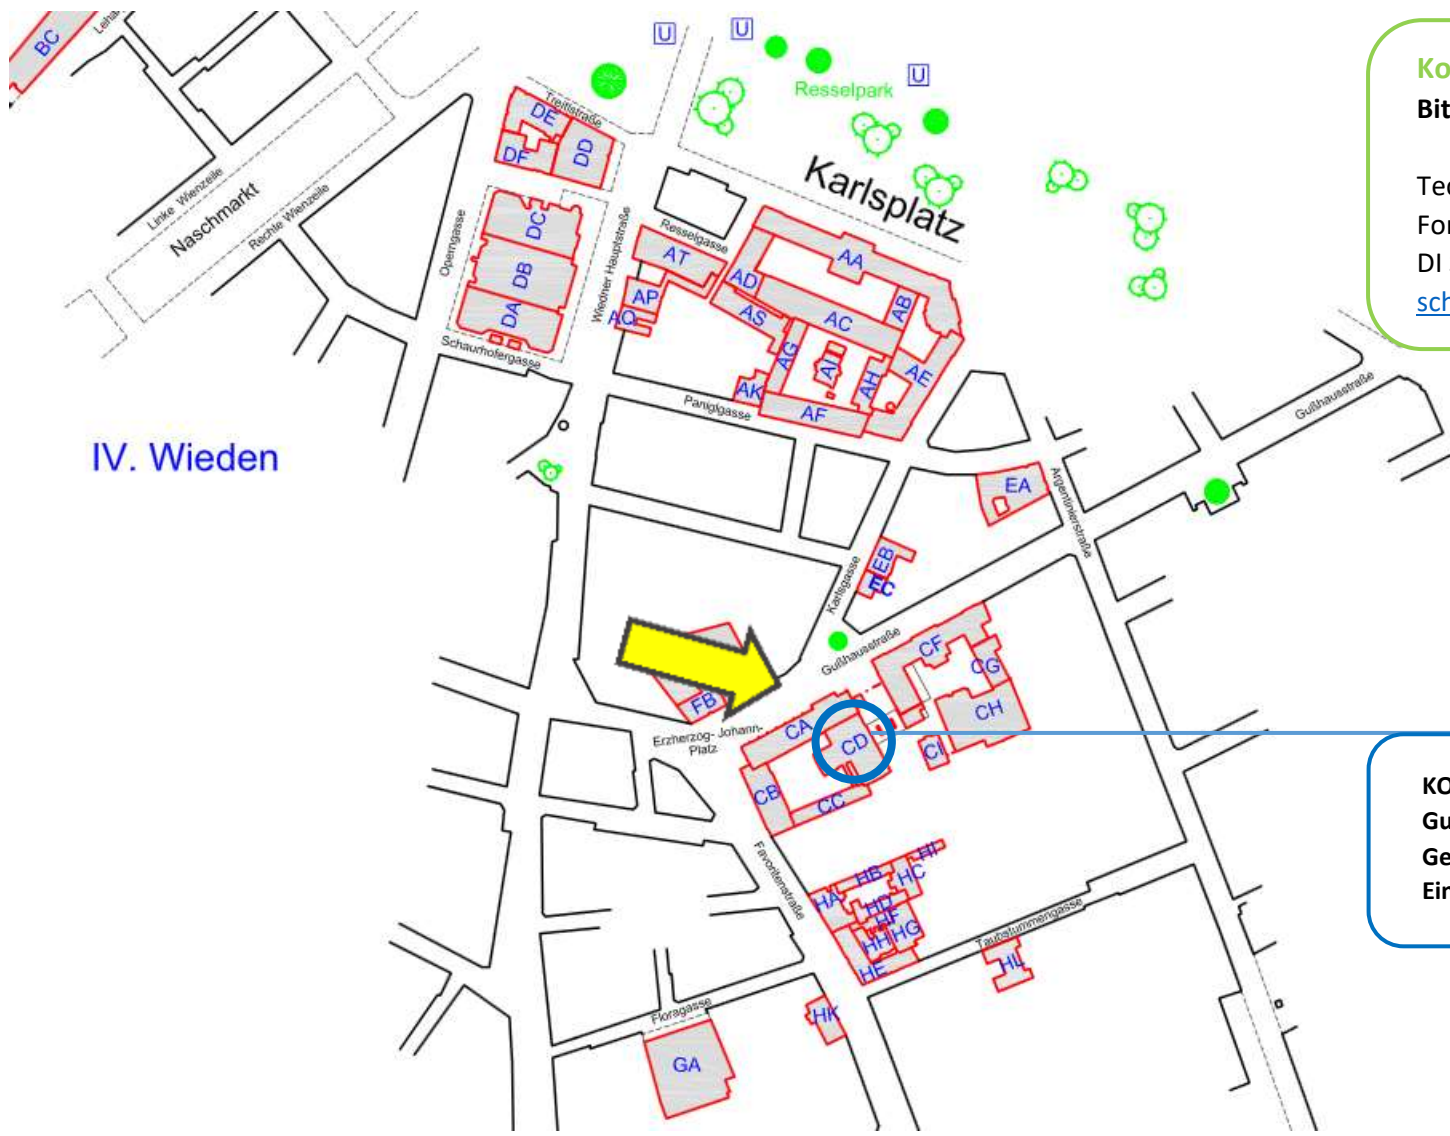 BC
U
U
U
Resselpark
Karlsplatz
Treitlstraße
DE
DD
DF
Linke Wienzeile
Naschmarkt
Rechte Wienzeile
Operngasse
DC
DB
DA
Schaurhofergasse
Wiedner Hauptstraße
Resselgasse
AT
AP
AQ
AA
AD
AB
AS
AC
AG
AI
AH
AE
AK
AF
Paniglgasse
IV. Wieden
Gußhausstraße
EA
Argentinierstraße
EB
EC
Karlsgasse
Gußhausstraße
CF
CG
CH
CI
FB
Erzherzog-Johann-
Platz
CA
CD
CB
CC
Favoritenstraße
HI
HB
HC
HA
HD
HF
HH
HG
HE
Taubstummengasse
HL
HK
Floragasse
GA
Ko
Bit
Tec
For
DI
sch
KO
Gu
Ge
Ein